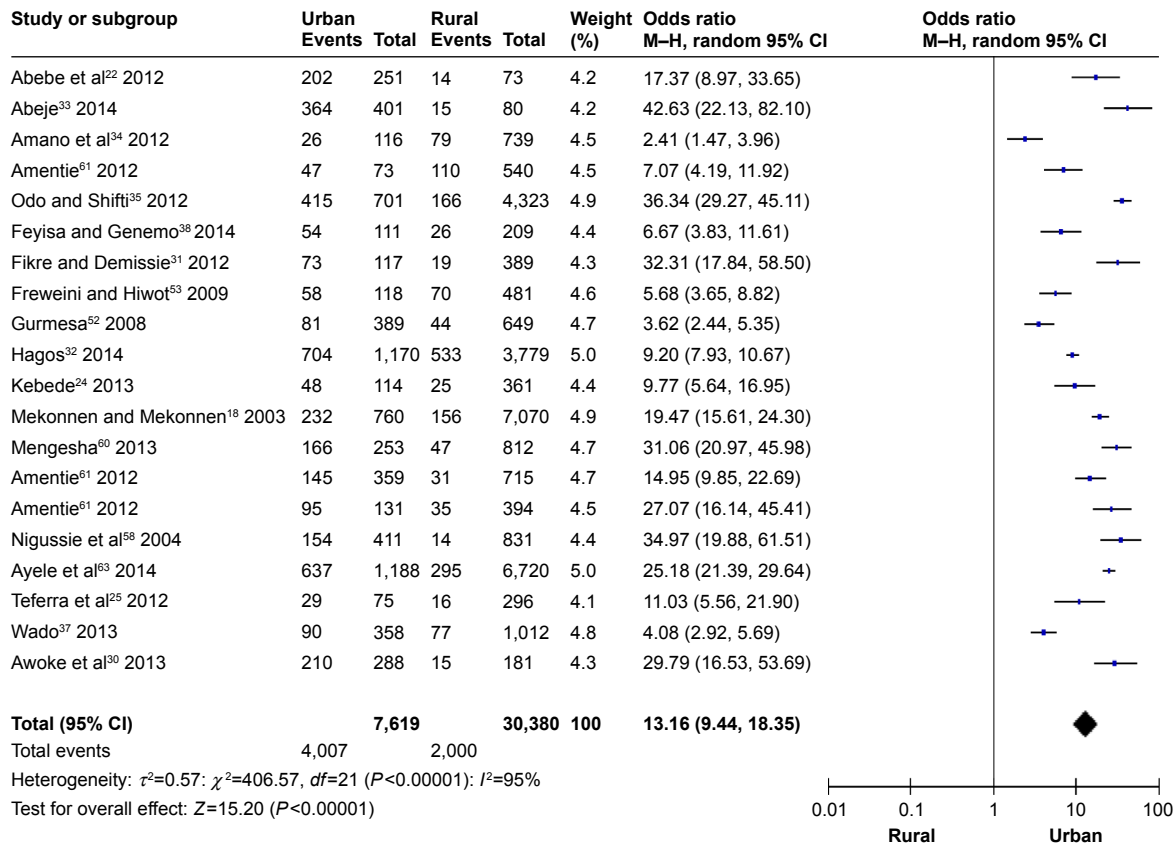 Study or subgroup Urban Rural Weight Odds ratio Odds ratio
Events Total Events Total (%) M–H, random 95% CI M–H, random 95% CI
Abebe et al22 2012 202 251 14 73 4.2 17.37 (8.97, 33.65)
Abeje33 2014 364 401 15 80 4.2 42.63 (22.13, 82.10)
Amano et al34 2012 26 116 79 739 4.5 2.41 (1.47, 3.96)
Amentie61 2012 47 73 110 540 4.5 7.07 (4.19, 11.92)
Odo and Shifti35 2012 415 701 166 4,323 4.9 36.34 (29.27, 45.11)
Feyisa and Genemo38 2014 54 111 26 209 4.4 6.67 (3.83, 11.61)
Fikre and Demissie31 2012 73 117 19 389 4.3 32.31 (17.84, 58.50)
Freweini and Hiwot53 2009 58 118 70 481 4.6 5.68 (3.65, 8.82)
Gurmesa52 2008 81 389 44 649 4.7 3.62 (2.44, 5.35)
Hagos32 2014 704 1,170 533 3,779 5.0 9.20 (7.93, 10.67)
Kebede24 2013 48 114 25 361 4.4 9.77 (5.64, 16.95)
Mekonnen and Mekonnen18 2003 232 760 156 7,070 4.9 19.47 (15.61, 24.30)
Mengesha60 2013 166 253 47 812 4.7 31.06 (20.97, 45.98)
Amentie61 2012 145 359 31 715 4.7 14.95 (9.85, 22.69)
Amentie61 2012 95 131 35 394 4.5 27.07 (16.14, 45.41)
Nigussie et al58 2004 154 411 14 831 4.4 34.97 (19.88, 61.51)
Ayele et al63 2014 637 1,188 295 6,720 5.0 25.18 (21.39, 29.64)
Teferra et al25 2012 29 75 16 296 4.1 11.03 (5.56, 21.90)
Wado37 2013 90 358 77 1,012 4.8 4.08 (2.92, 5.69)
Awoke et al30 2013 210 288 15 181 4.3 29.79 (16.53, 53.69)
Total (95% CI) 7,619 30,380 100 13.16 (9.44, 18.35)
Total events 4,007 2,000
Heterogeneity: τ2=0.57: χ2=406.57, df=21 (P<0.00001): I2=95%
Test for overall effect: Z=15.20 (P<0.00001)
0.01 0.1 1 10 100
Rural Urban